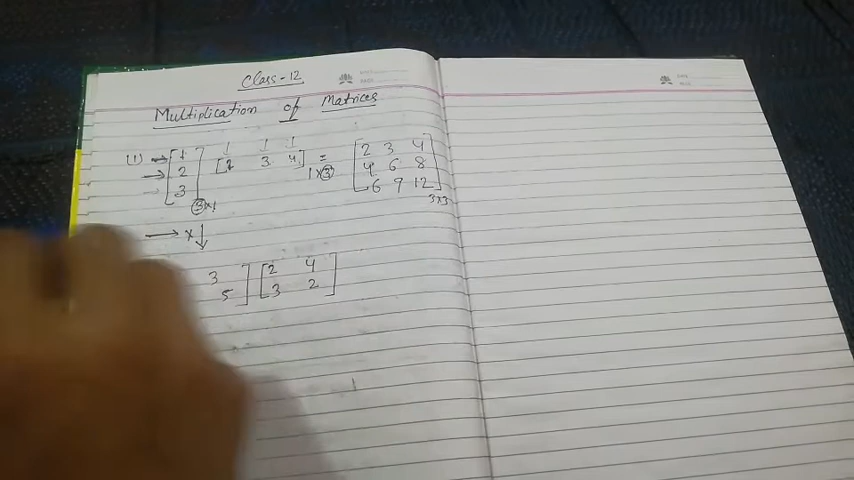 Class-12
Multiplication of Matrices
(1) → [1 [2 3 4] = [2 3 4
→ 2 1×3 4 6 8
→ 3] 3×1 6 9 12] 3×3
→ × ↓
3 ] [2 4 ]
5 ] [3 2 ]